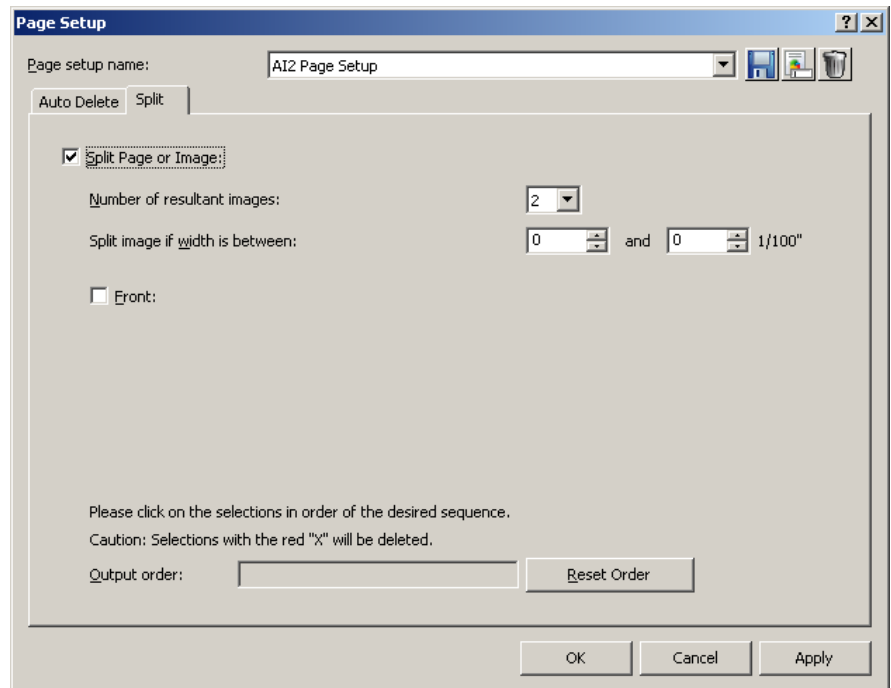 Page Setup
Page setup name: AI2 Page Setup
Auto Delete Split
Split Page or Image:
Number of resultant images: 2
Split image if width is between: 0 and 0 1/100"
Front:
Please click on the selections in order of the desired sequence.
Caution: Selections with the red "X" will be deleted.
Output order: Reset Order
OK Cancel Apply